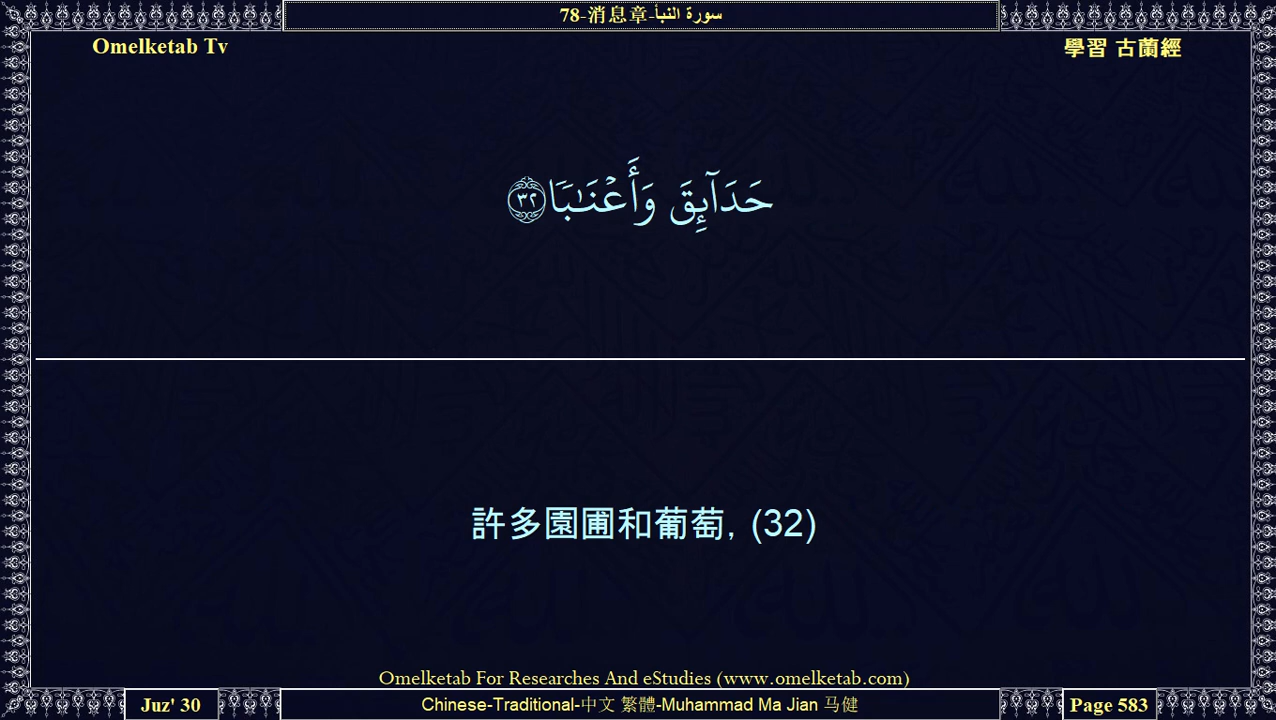 78-消息章-سورة النبأ
Omelketab Tv
學習 古蘭經
حَدَآئِقَ وَأَعْنَٰبًا ٣٢
許多園圃和葡萄, (32)
Omelketab For Researches And eStudies (www.omelketab.com)
Juz' 30
Chinese-Traditional-中文 繁體-Muhammad Ma Jian 马健
Page 583